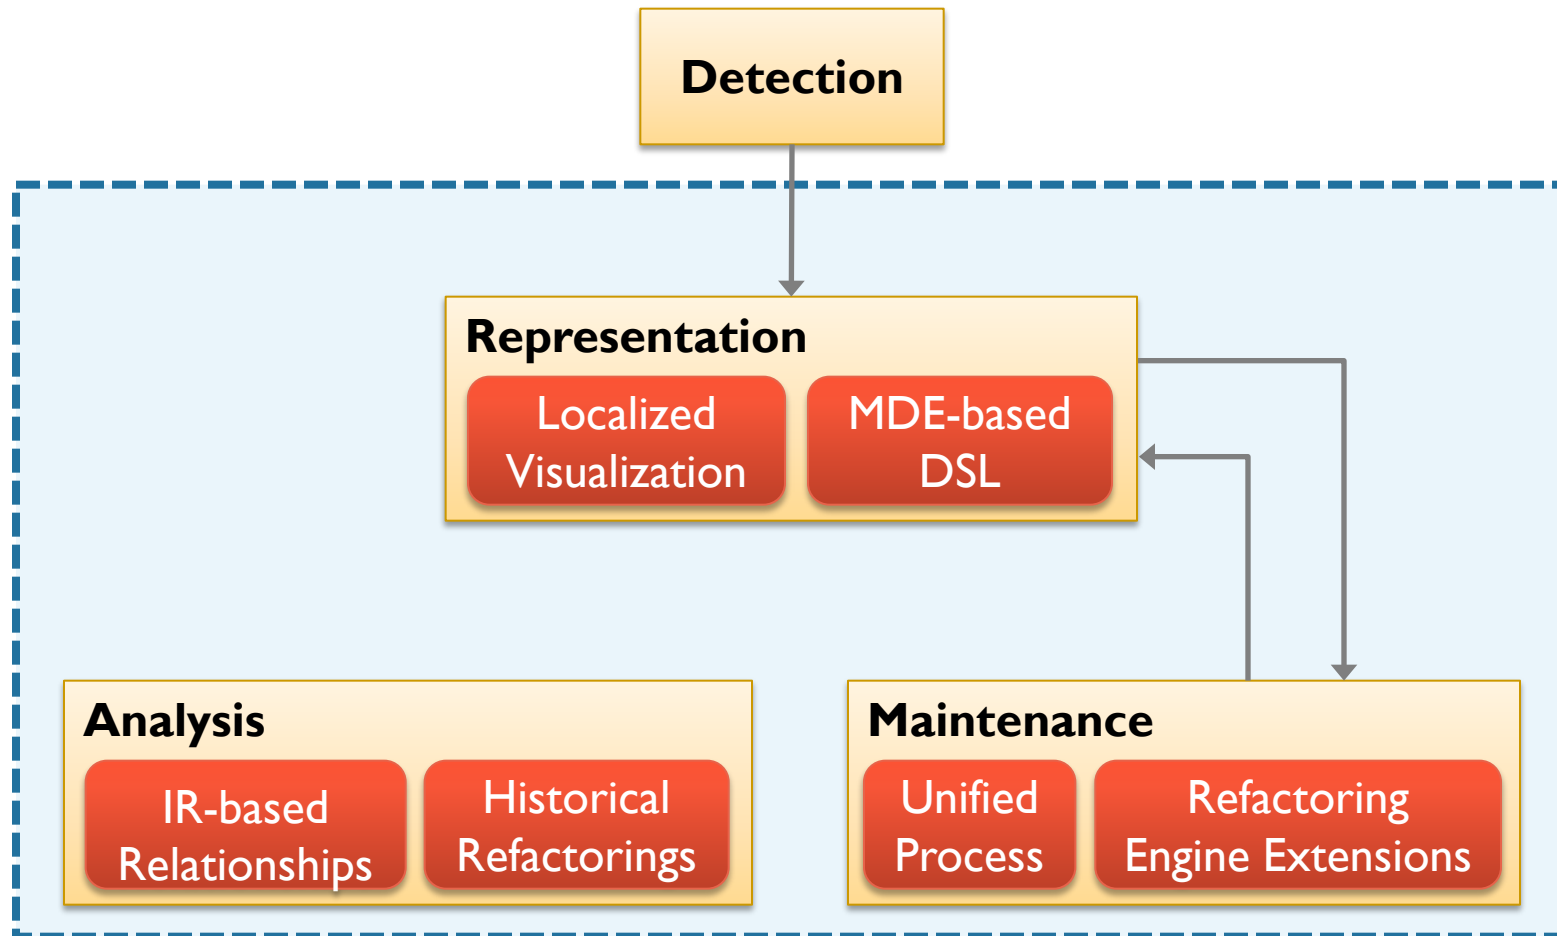 Detection
Representation
Localized
Visualization
MDE-based
DSL
Analysis
IR-based
Relationships
Historical
Refactorings
Maintenance
Unified
Process
Refactoring
Engine Extensions